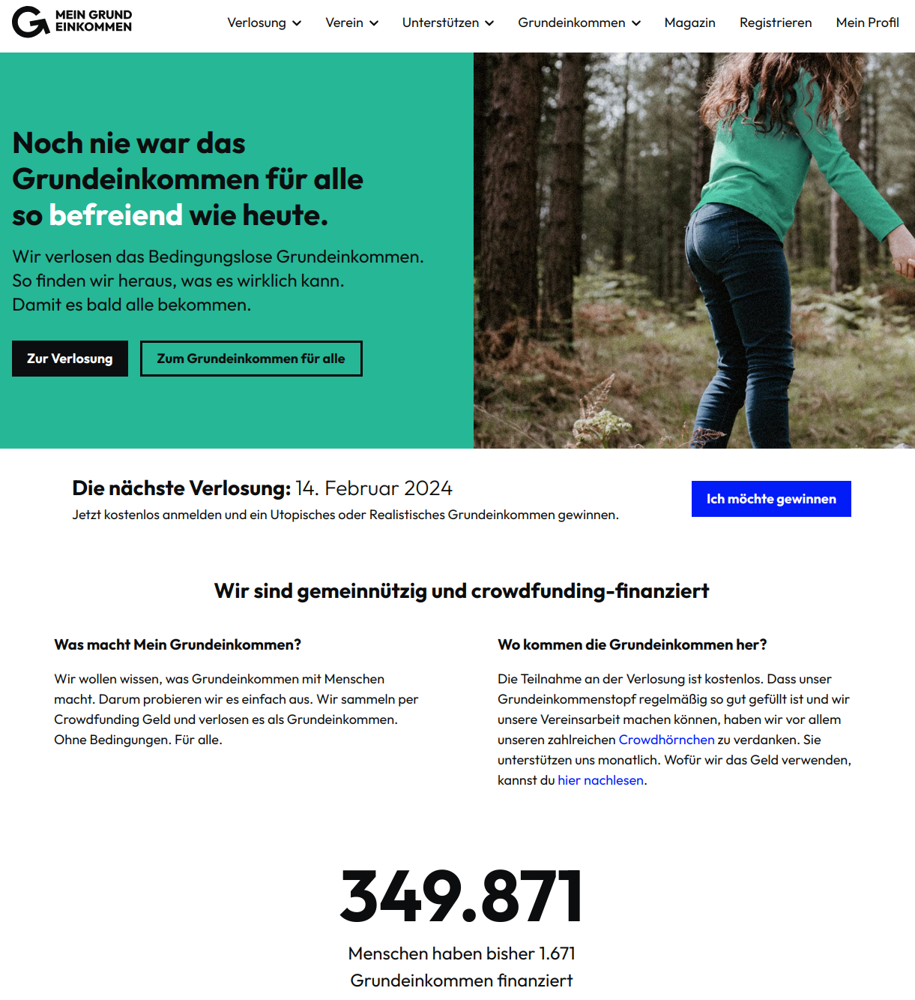 MEIN GRUND
EINKOMMEN
Verlosung
Verein
Unterstützen
Grundeinkommen
Magazin
Registrieren
Mein Profil
Noch nie war das
Grundeinkommen für alle
so befreiend wie heute.
Wir verlosen das Bedingungslose Grundeinkommen.
So finden wir heraus, was es wirklich kann.
Damit es bald alle bekommen.
Zur Verlosung
Zum Grundeinkommen für alle
Die nächste Verlosung: 14. Februar 2024
Jetzt kostenlos anmelden und ein Utopisches oder Realistisches Grundeinkommen gewinnen.
Ich möchte gewinnen
Wir sind gemeinnützig und crowdfunding-finanziert
Was macht Mein Grundeinkommen?
Wir wollen wissen, was Grundeinkommen mit Menschen
macht. Darum probieren wir es einfach aus. Wir sammeln per
Crowdfunding Geld und verlosen es als Grundeinkommen.
Ohne Bedingungen. Für alle.
Wo kommen die Grundeinkommen her?
Die Teilnahme an der Verlosung ist kostenlos. Dass unser
Grundeinkommenstopf regelmäßig so gut gefüllt ist und wir
unsere Vereinsarbeit machen können, haben wir vor allem
unseren zahlreichen Crowdhörnchen zu verdanken. Sie
unterstützen uns monatlich. Wofür wir das Geld verwenden,
kannst du hier nachlesen.
349.871
Menschen haben bisher 1.671
Grundeinkommen finanziert